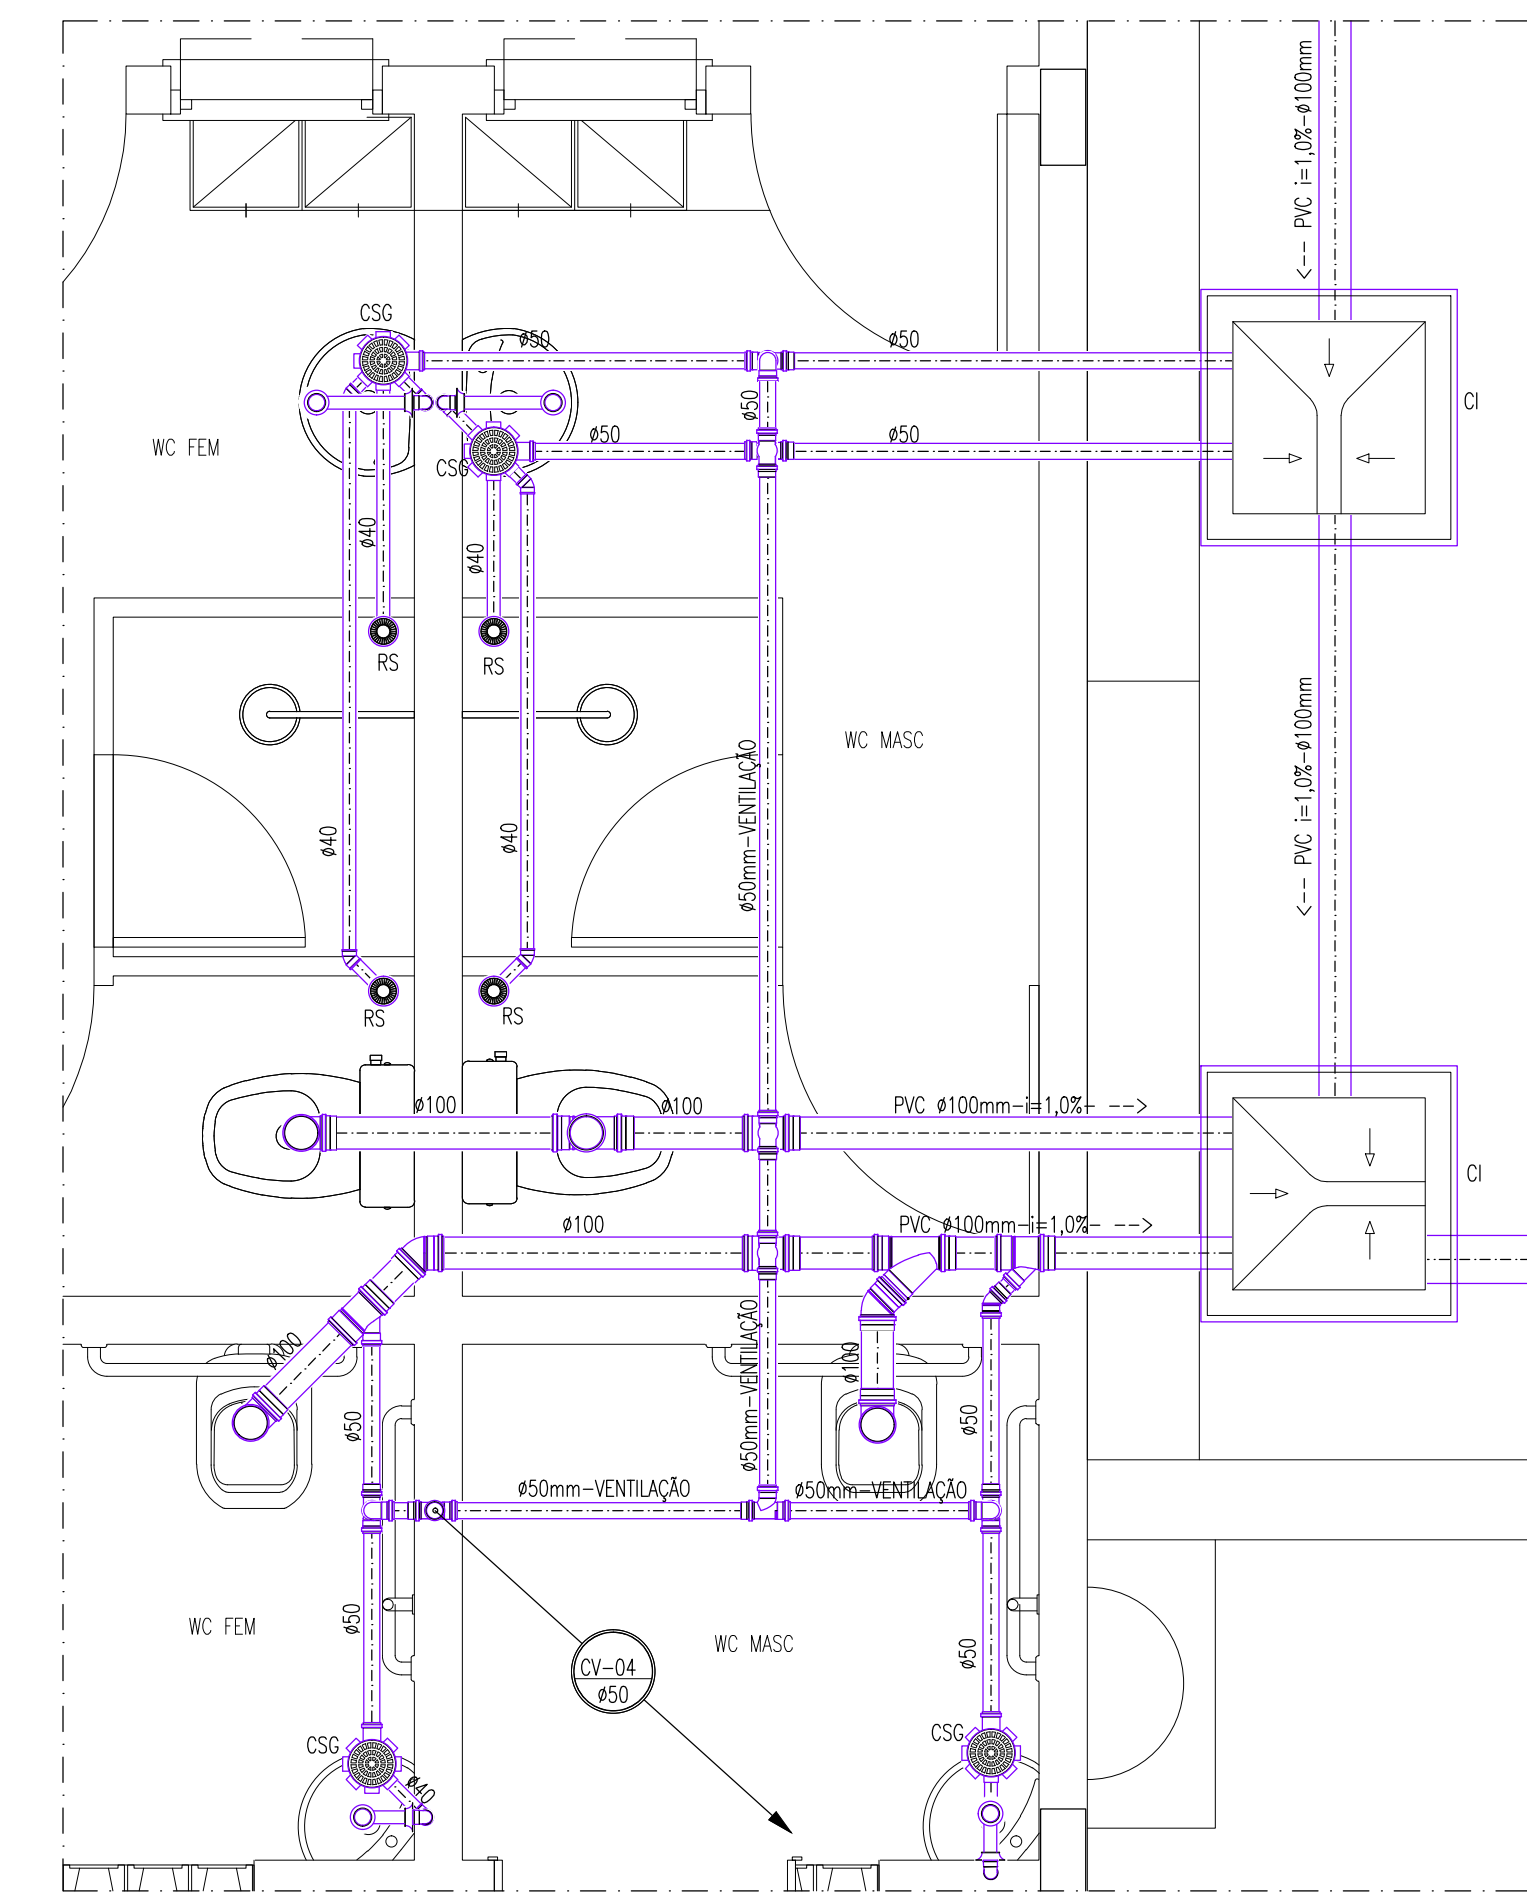 <-- PVC i=1,0%-ø100mm
CSG
ø50
ø50
CI
ø50
WC FEM
ø50
ø50
CSG
ø40
ø40
RS
RS
WC MASC
<-- PVC i=1,0%-ø100mm
ø50mm-VENTILAÇÃO
ø40
ø40
RS
RS
ø100
ø100
PVC ø100mm-i=1,0%- -->
CI
ø100
PVC ø100mm-i=1,0%- -->
ø100
ø100
ø50mm-VENTILAÇÃO
ø50
ø50
ø50mm-VENTILAÇÃO
ø50mm-VENTILAÇÃO
ø50
WC FEM
WC MASC
ø50
CV-04
ø50
CSG
CSG
ø40